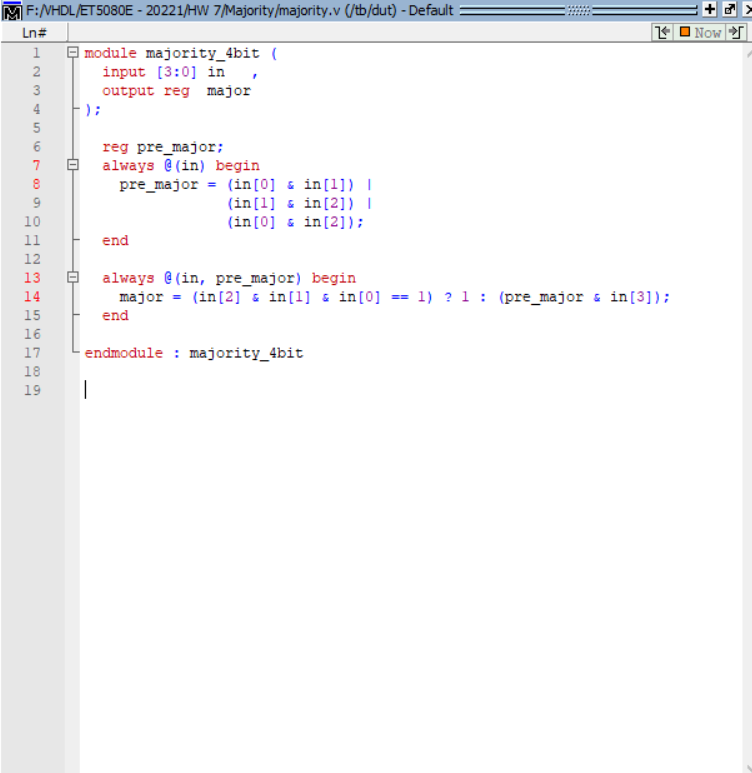 F:/VHDL/ET5080E - 20221/HW 7/Majority/majority.v (/tb/dut) - Default
Ln#
Now
1 module majority_4bit (
2   input [3:0] in   ,
3   output reg  major
4 );
5
6   reg pre_major;
7   always @(in) begin
8     pre_major = (in[0] & in[1]) |
9                 (in[1] & in[2]) |
10                 (in[0] & in[2]);
11   end
12
13   always @(in, pre_major) begin
14     major = (in[2] & in[1] & in[0] == 1) ? 1 : (pre_major & in[3]);
15   end
16
17 endmodule : majority_4bit
18
19